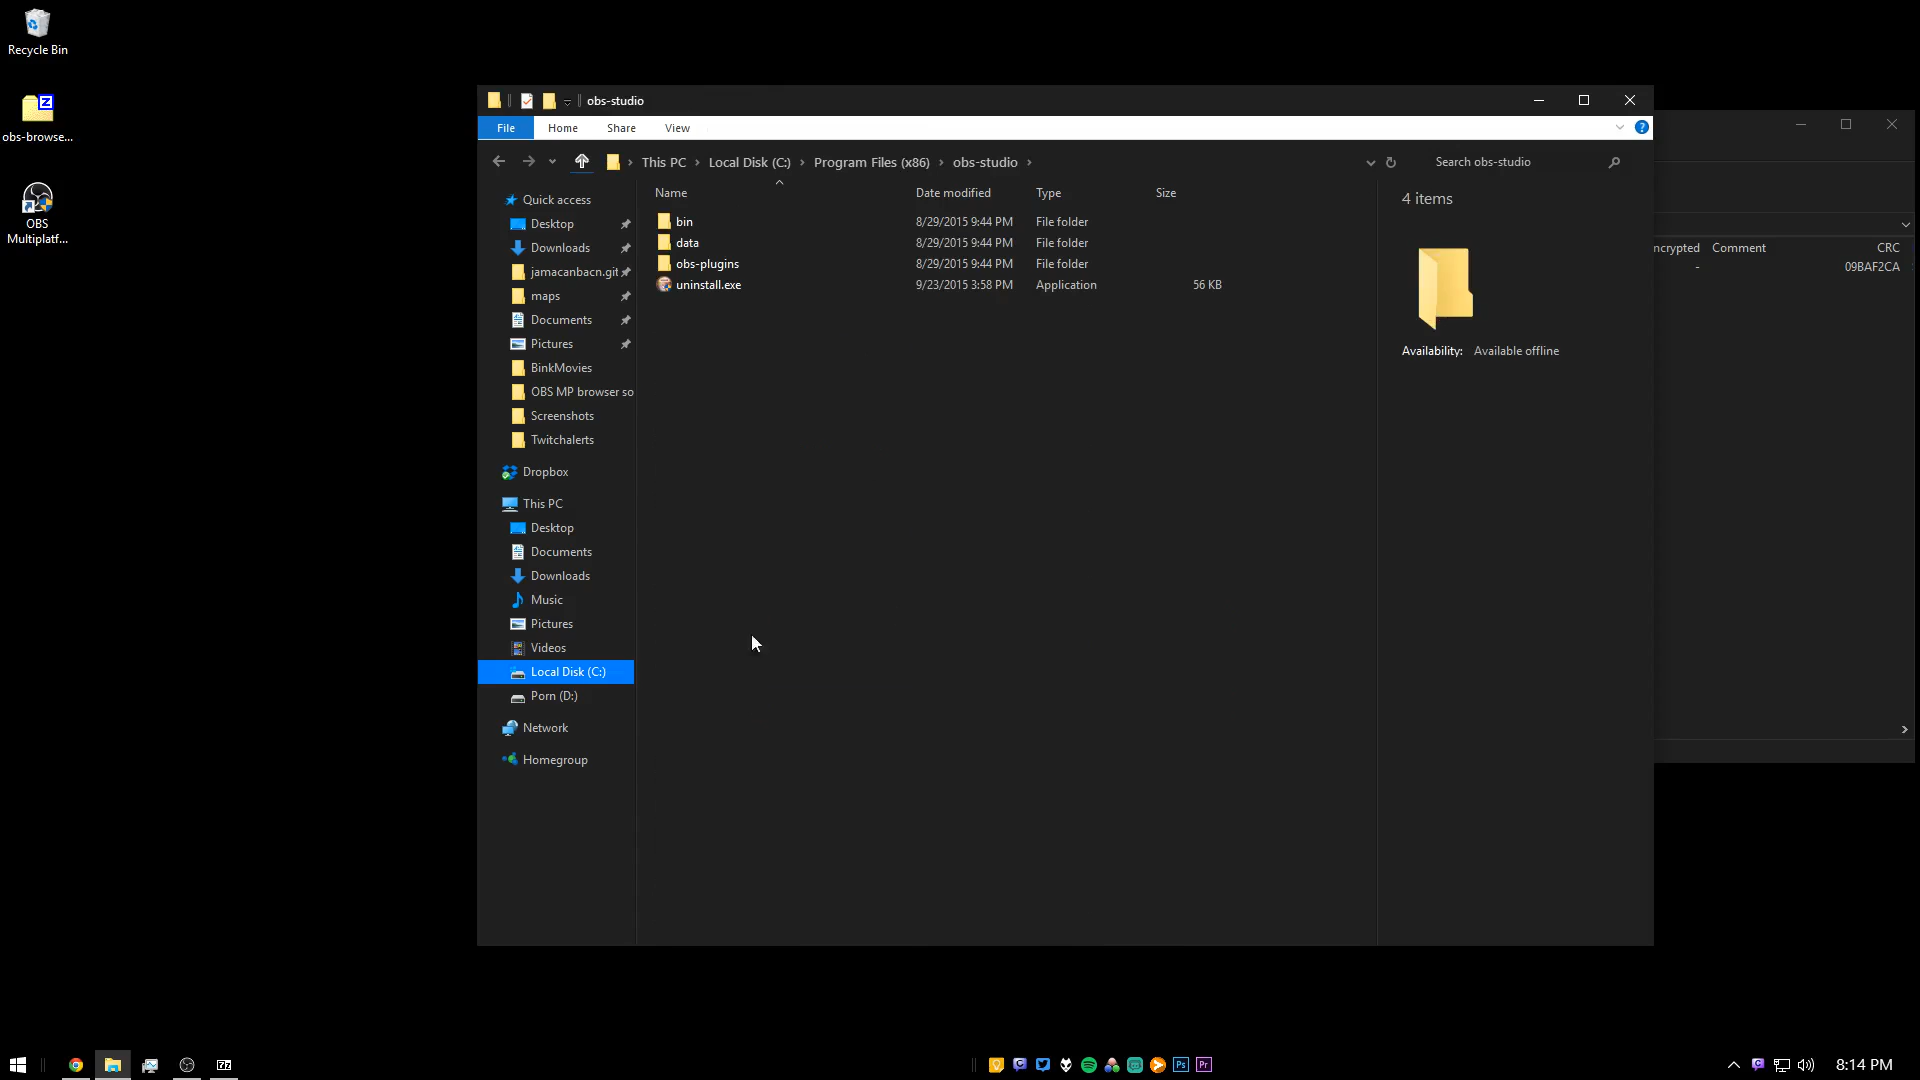 Recycle Bin
obs-browse...
OBS
Multiplatf...
obs-studio
File Home Share View
This PC Local Disk (C:) Program Files (x86) obs-studio
Search obs-studio
Name Date modified Type Size
bin 8/29/2015 9:44 PM File folder
data 8/29/2015 9:44 PM File folder
obs-plugins 8/29/2015 9:44 PM File folder
uninstall.exe 9/23/2015 3:58 PM Application 56 KB
Quick access
Desktop
Downloads
jamacanbacn.git
maps
Documents
Pictures
BinkMovies
OBS MP browser so
Screenshots
Twitchalerts
Dropbox
This PC
Desktop
Documents
Downloads
Music
Pictures
Videos
Local Disk (C:)
Porn (D:)
Network
Homegroup
4 items
Availability: Available offline
ncrypted Comment CRC
- 09BAF2CA
7z
Ps
Pr
8:14 PM